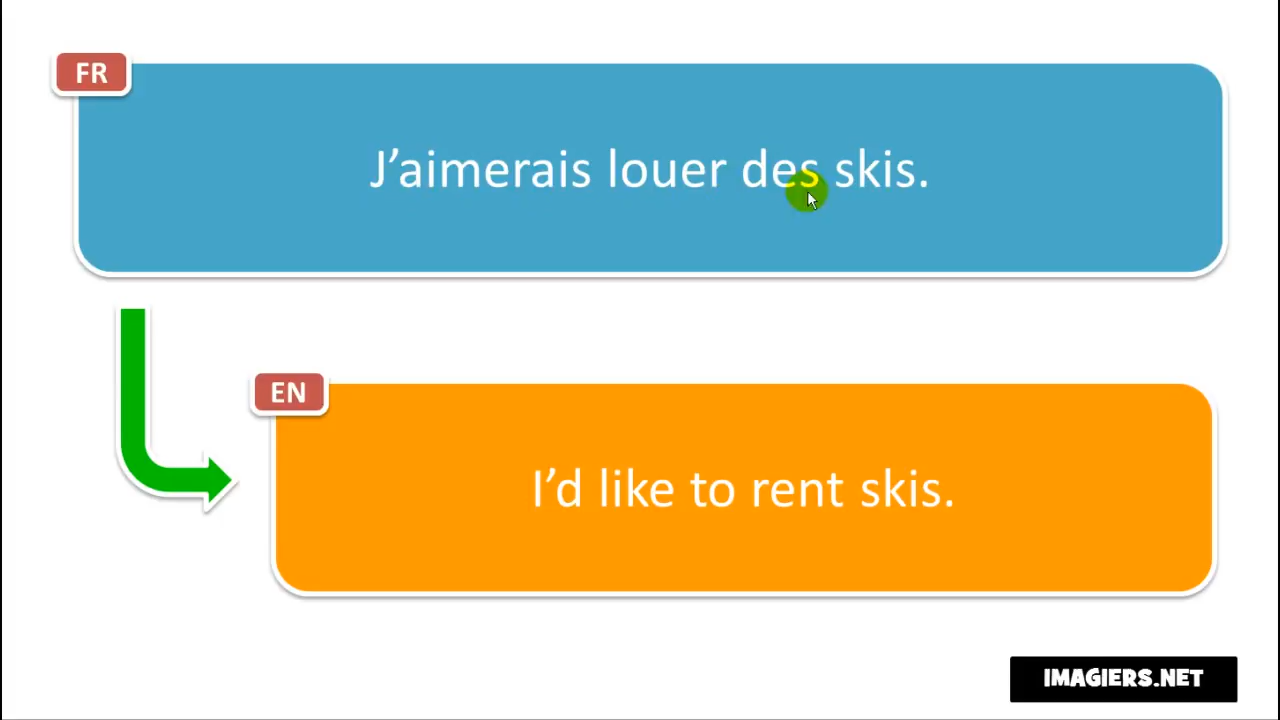 FR
J’aimerais louer des skis.
EN
I’d like to rent skis.
IMAGIERS.NET